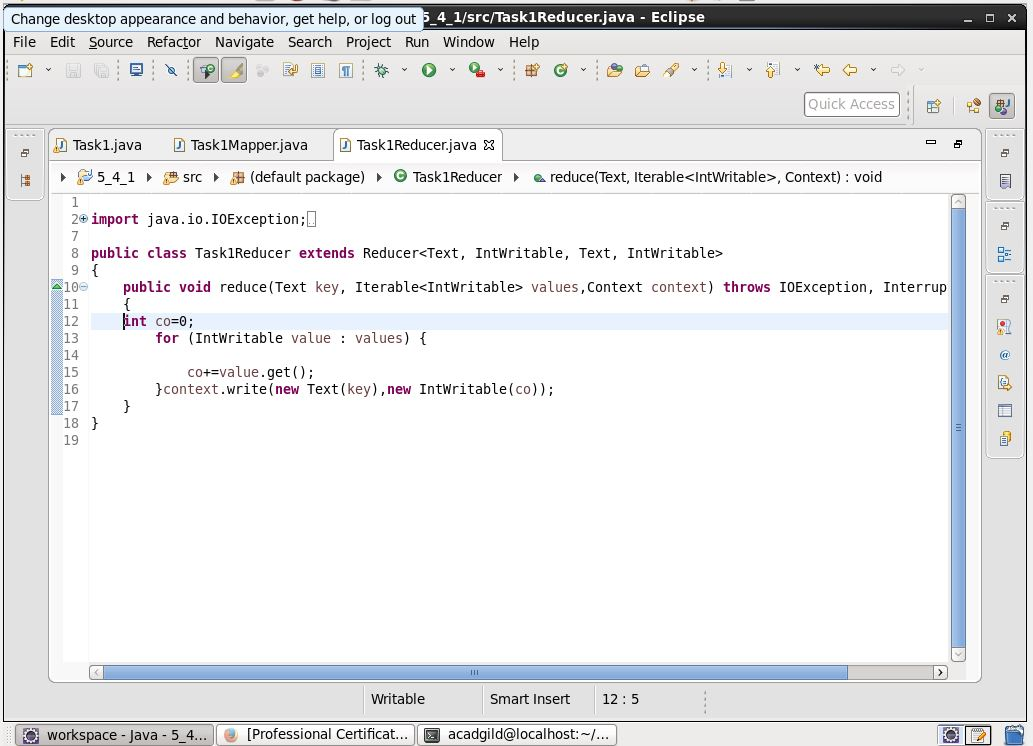 Change desktop appearance and behavior, get help, or log out
5_4_1/src/Task1Reducer.java - Eclipse
File Edit Source Refactor Navigate Search Project Run Window Help
Quick Access
Task1.java Task1Mapper.java Task1Reducer.java
5_4_1 src (default package) Task1Reducer reduce(Text, Iterable<IntWritable>, Context) : void
1
2 import java.io.IOException;
7
8 public class Task1Reducer extends Reducer<Text, IntWritable, Text, IntWritable>
9 {
10 public void reduce(Text key, Iterable<IntWritable> values,Context context) throws IOException, Interrup
11 {
12 int co=0;
13 for (IntWritable value : values) {
14
15 co+=value.get();
16 }context.write(new Text(key),new IntWritable(co));
17 }
18 }
19
Writable Smart Insert 12 : 5
workspace - Java - 5_4... [Professional Certificat... acadgild@localhost:~/...